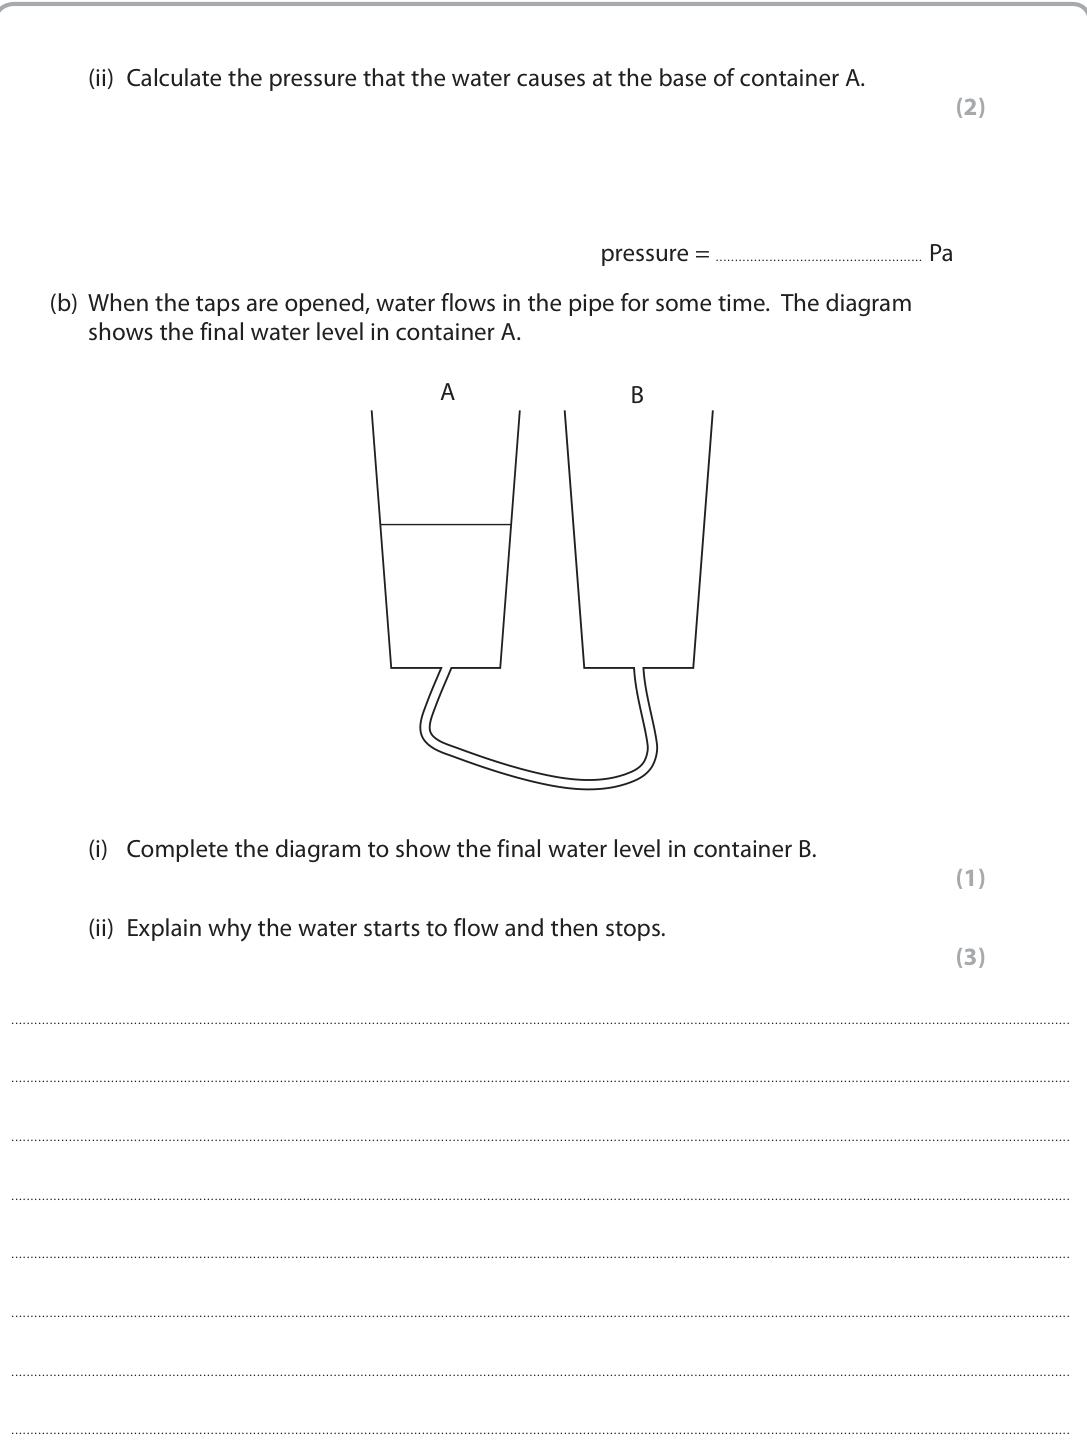 (ii) Calculate the pressure that the water causes at the base of container A.
(2)
pressure = ...................................................... Pa
(b) When the taps are opened, water flows in the pipe for some time. The diagram
shows the final water level in container A.
A B
(i) Complete the diagram to show the final water level in container B.
(1)
(ii) Explain why the water starts to flow and then stops.
(3)